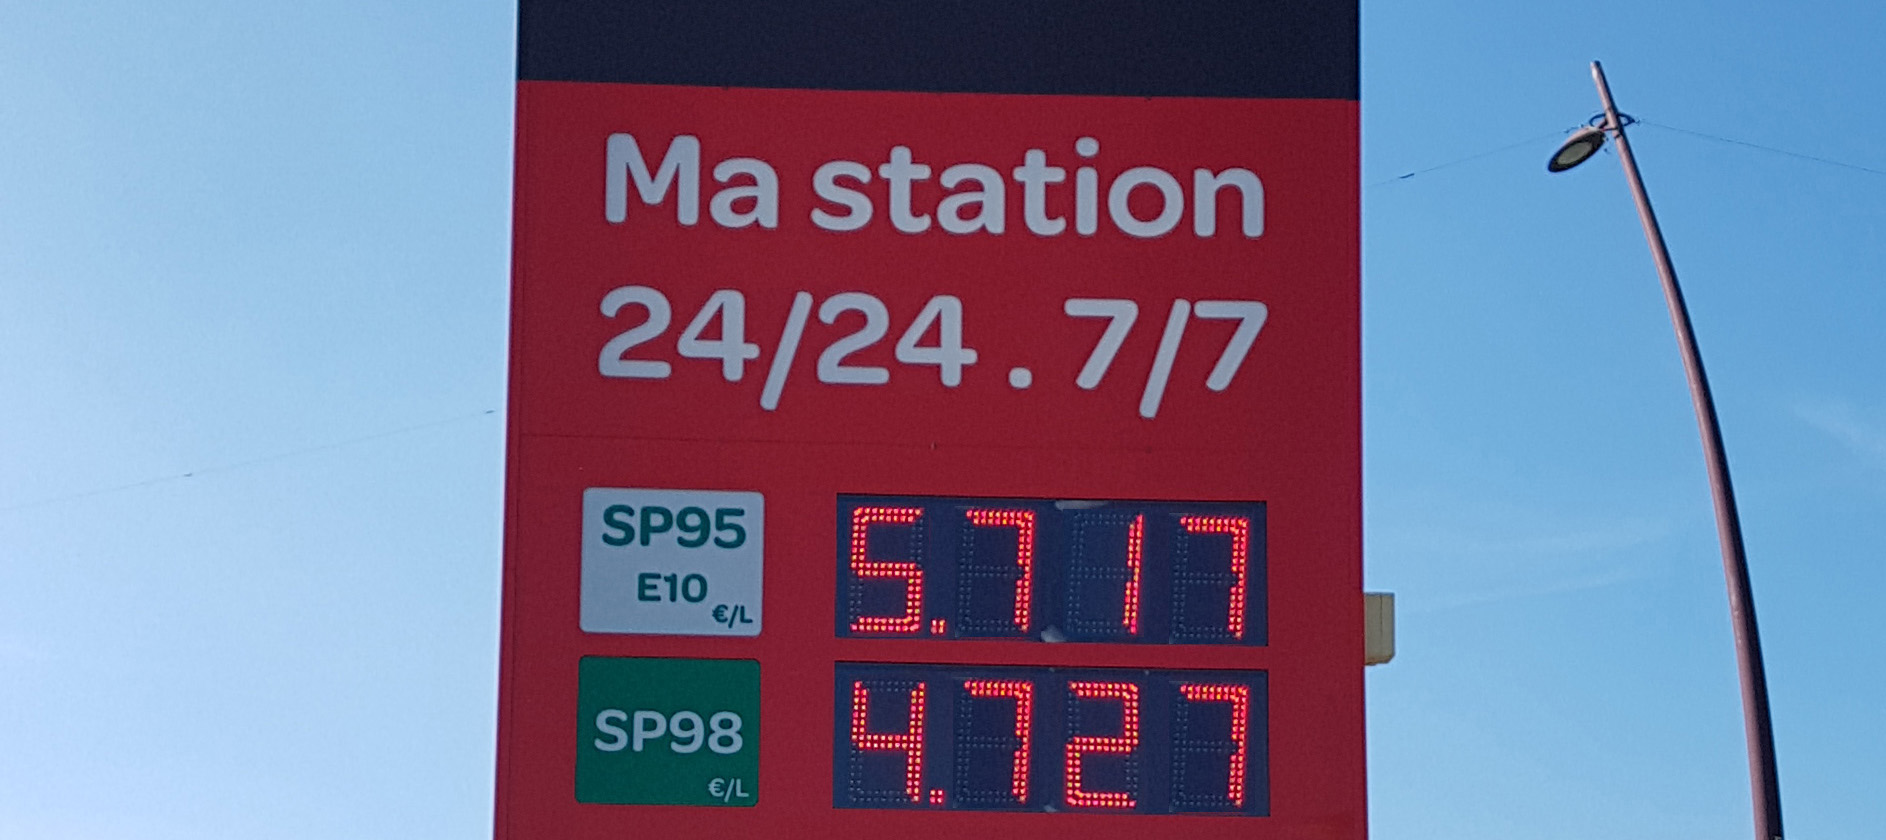 Ma station
24/24 . 7/7
SP95
E10
€/L
5.717
SP98
€/L
4.727